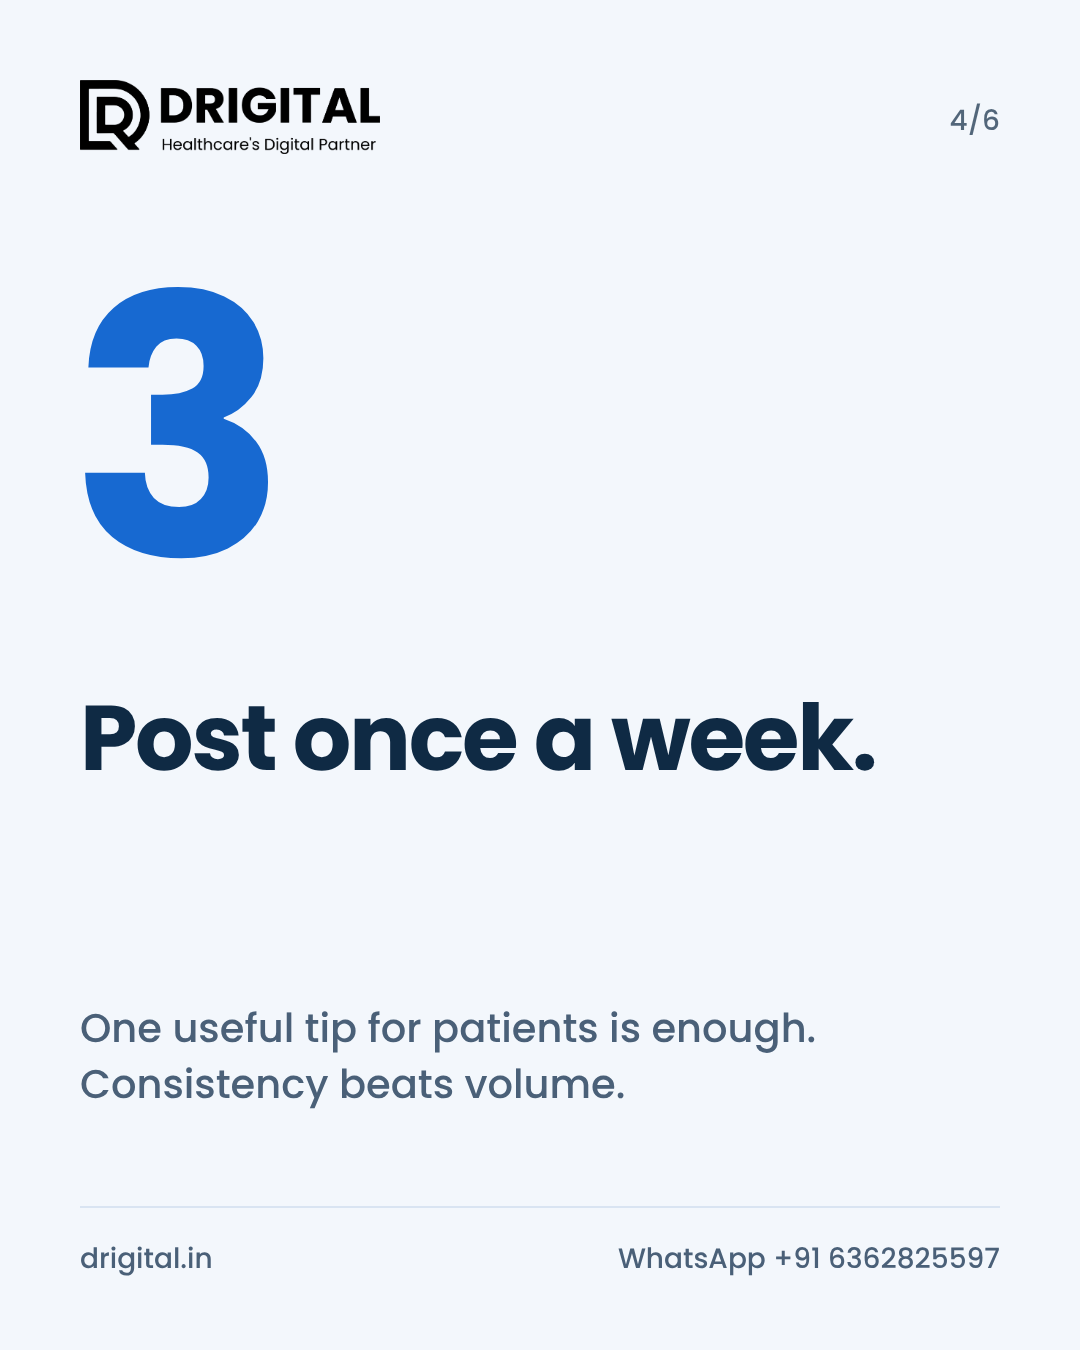 DRIGITAL
Healthcare's Digital Partner
4/6
3
Post once a week.
One useful tip for patients is enough.
Consistency beats volume.
drigital.in
WhatsApp +91 6362825597